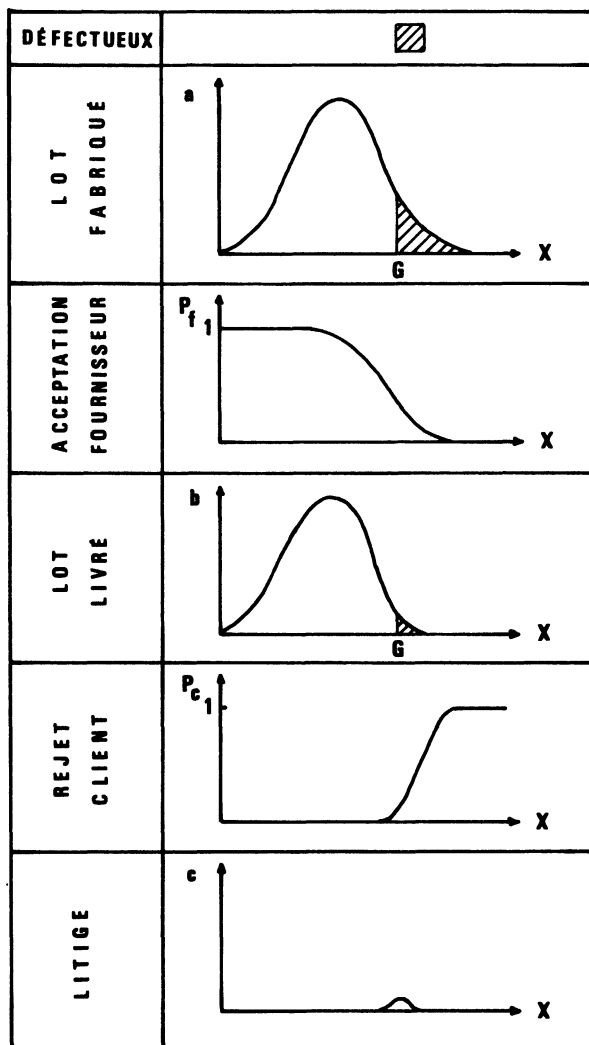 DÉFECTUEUX
LOT
FABRIQUÉ
a
X
G
ACCEPTATION
FOURNISSEUR
Pf 1
X
LOT
LIVRÉ
b
X
G
REJET
CLIENT
Pc 1
X
LITIGE
c
X